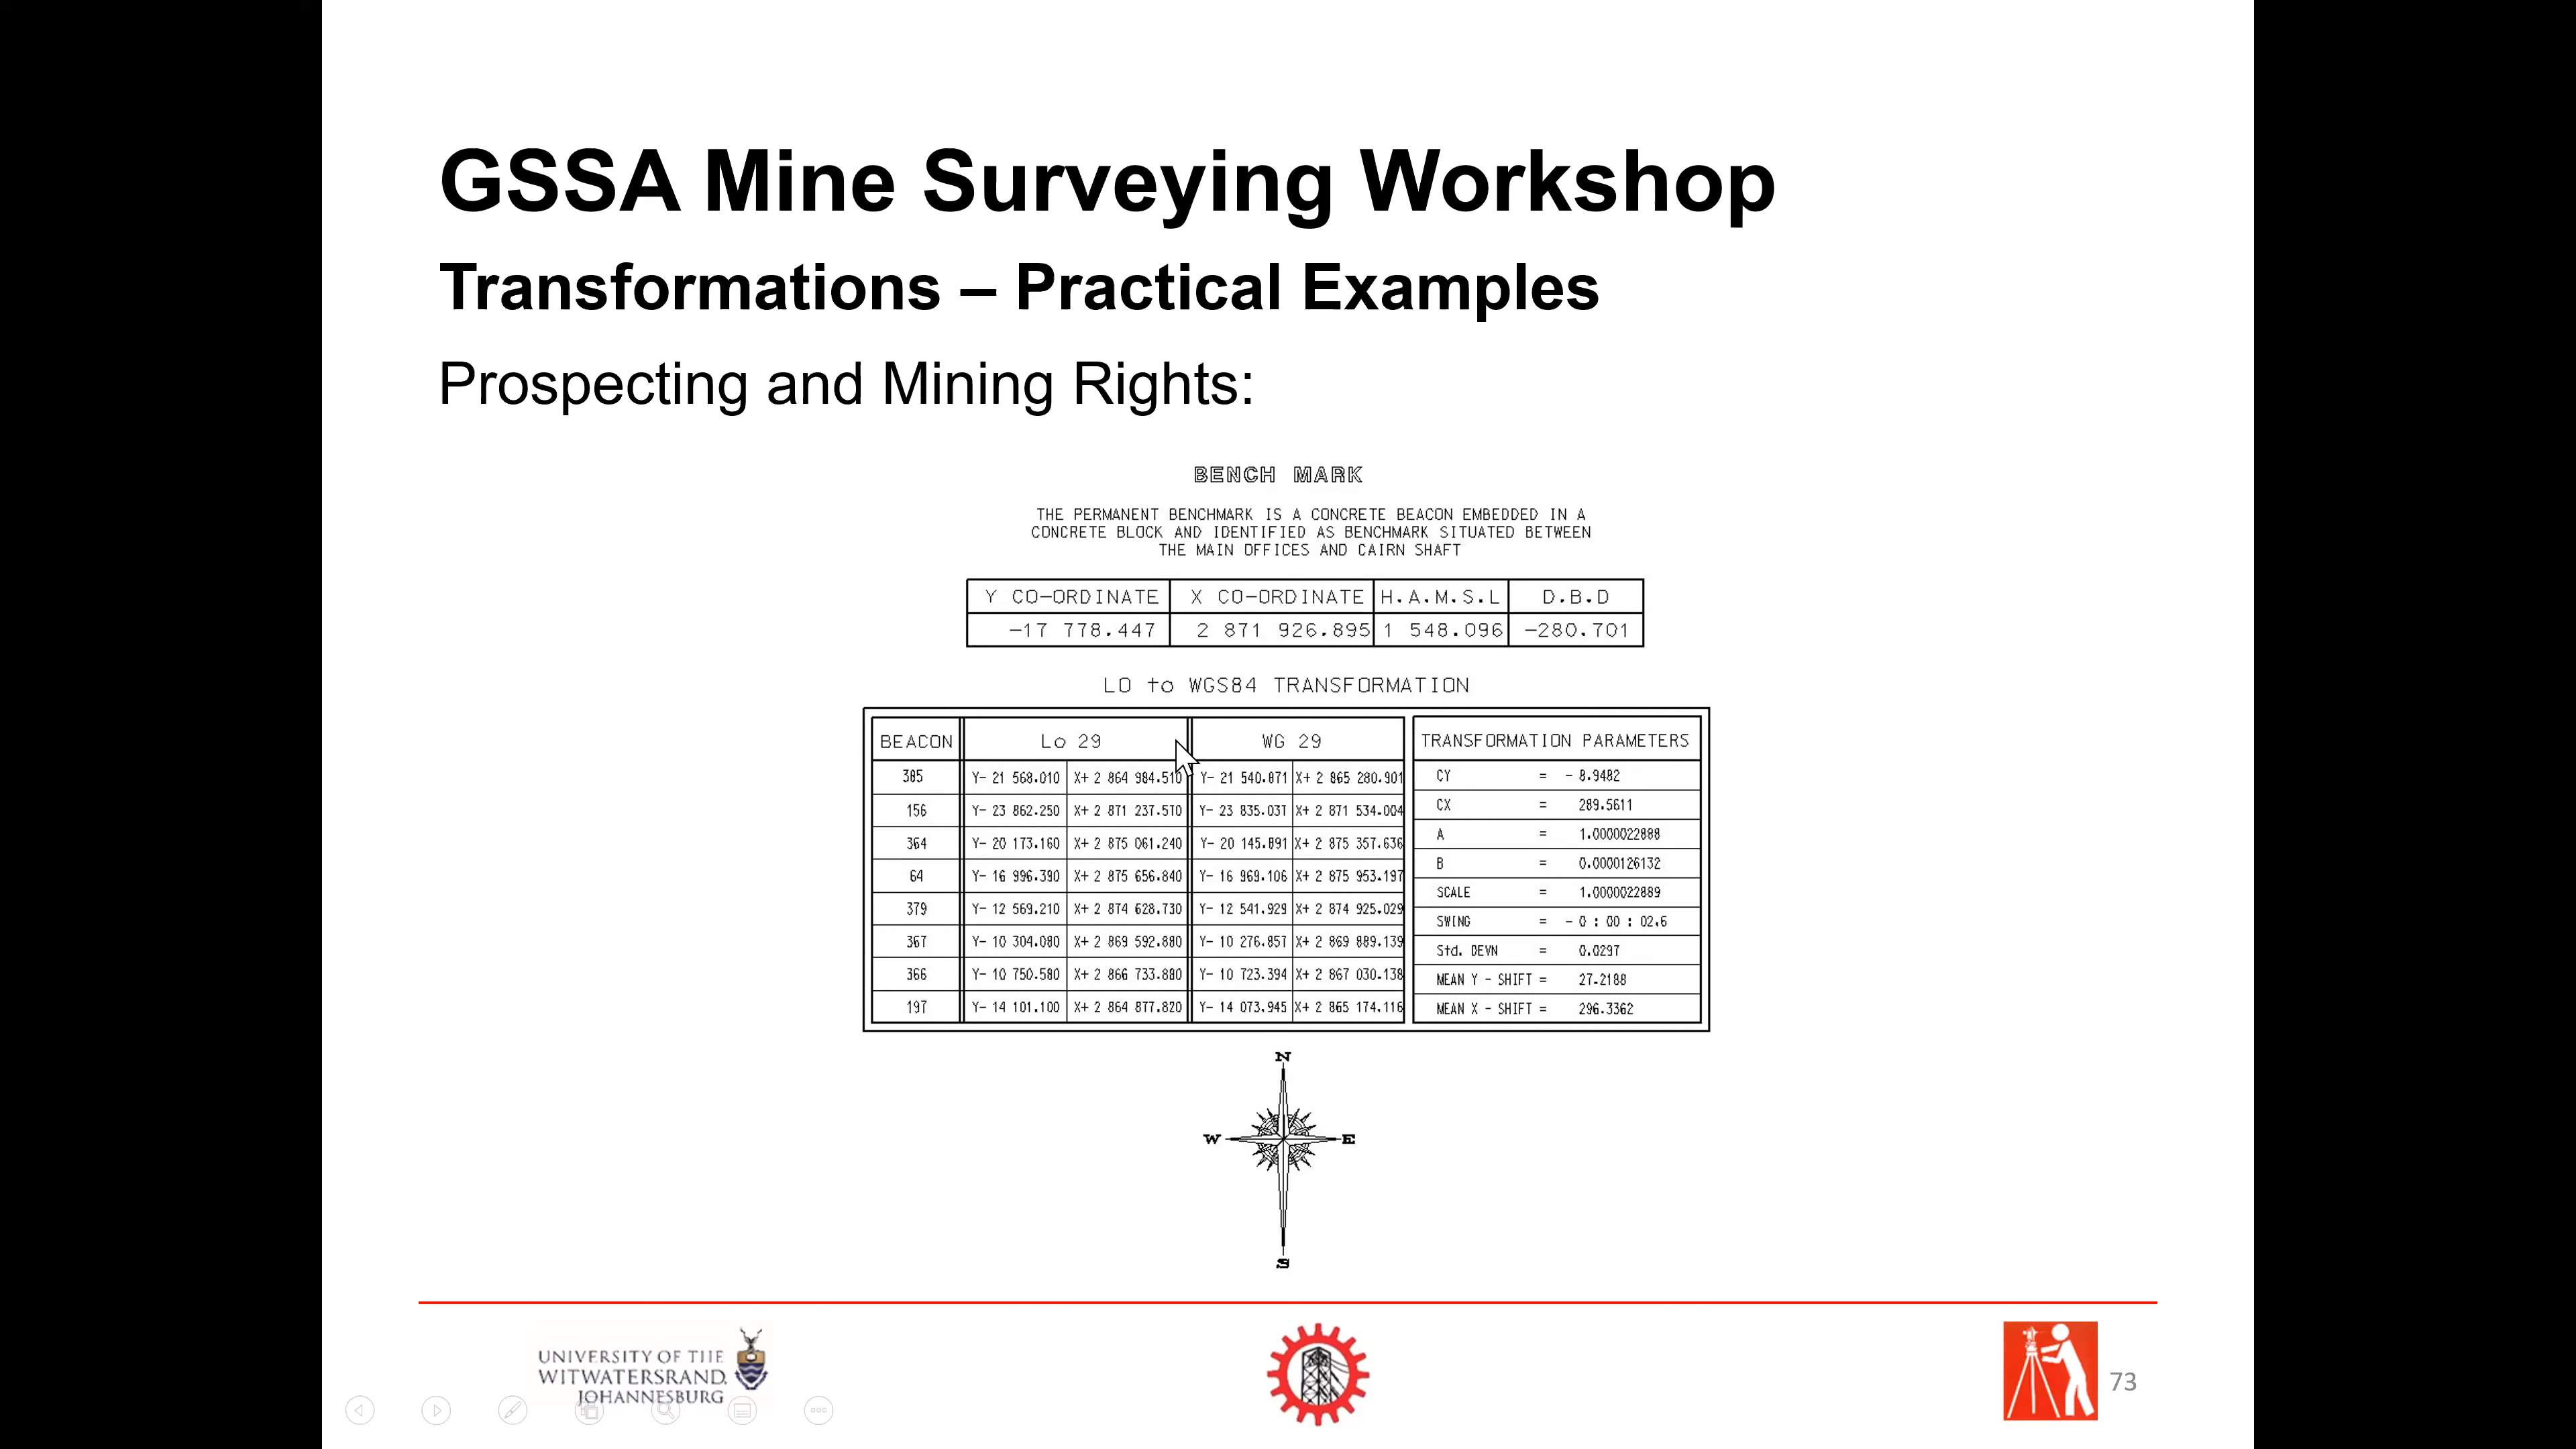 GSSA Mine Surveying Workshop
Transformations – Practical Examples
Prospecting and Mining Rights:
BENCH MARK
THE PERMANENT BENCHMARK IS A CONCRETE BEACON EMBEDDED IN A
CONCRETE BLOCK AND IDENTIFIED AS BENCHMARK SITUATED BETWEEN
THE MAIN OFFICES AND CAIRN SHAFT
Y CO-ORDINATE X CO-ORDINATE H.A.M.S.L D.B.D
-17 778.447 2 871 926.895 1 548.096 -280.701
LO to WGS84 TRANSFORMATION
BEACON Lo 29 WG 29
385 Y- 21 568.010 X+ 2 864 984.510 Y- 21 540.871 X+ 2 865 280.901
156 Y- 23 862.250 X+ 2 871 237.570 Y- 23 835.037 X+ 2 871 534.004
364 Y- 20 173.160 X+ 2 875 061.240 Y- 20 145.891 X+ 2 875 357.636
64 Y- 16 996.390 X+ 2 875 656.840 Y- 16 969.106 X+ 2 875 953.197
379 Y- 12 569.210 X+ 2 874 628.730 Y- 12 541.929 X+ 2 874 925.029
367 Y- 10 304.080 X+ 2 869 592.880 Y- 10 276.857 X+ 2 869 889.139
366 Y- 10 750.580 X+ 2 866 733.880 Y- 10 723.394 X+ 2 867 030.138
197 Y- 14 101.100 X+ 2 864 877.820 Y- 14 073.945 X+ 2 865 174.116
TRANSFORMATION PARAMETERS
CY = - 8.9482
CX = 289.5611
A = 1.0000022888
B = 0.0000126132
SCALE = 1.0000022889
SWING = - 0 : 00 : 02.6
Std. DEVN = 0.0297
MEAN Y - SHIFT = 27.2188
MEAN X - SHIFT = 296.3362
N
W E
S
UNIVERSITY OF THE
WITWATERSRAND,
JOHANNESBURG
73